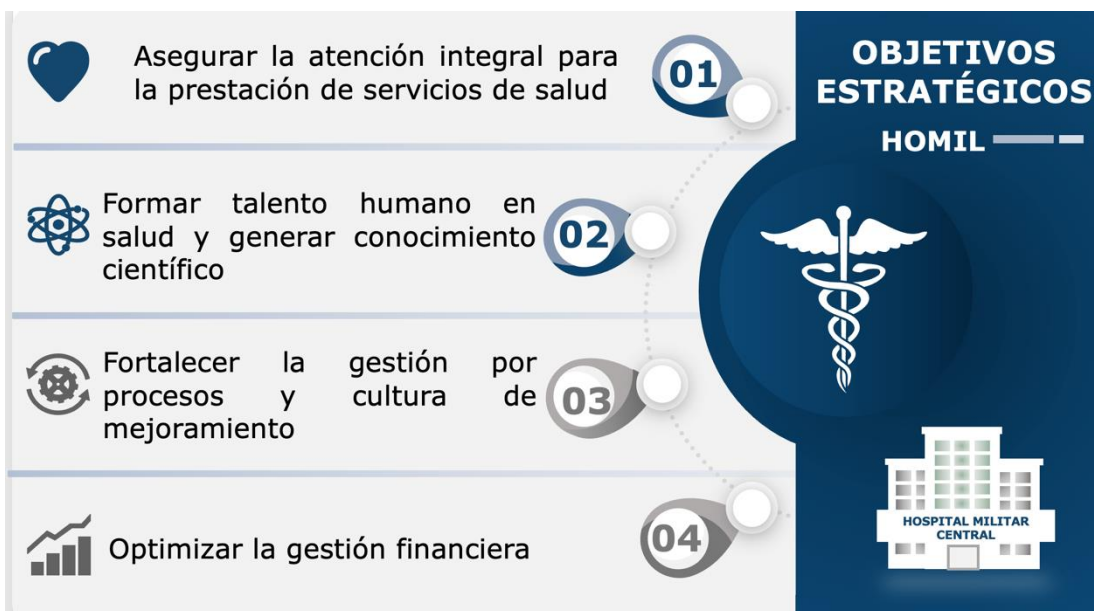 Asegurar la atención integral para
la prestación de servicios de salud
01
Formar talento humano en
salud y generar conocimiento
científico
02
Fortalecer la gestión por
procesos y cultura de
mejoramiento
03
Optimizar la gestión financiera
04
OBJETIVOS
ESTRATÉGICOS
HOMIL
HOSPITAL MILITAR
CENTRAL